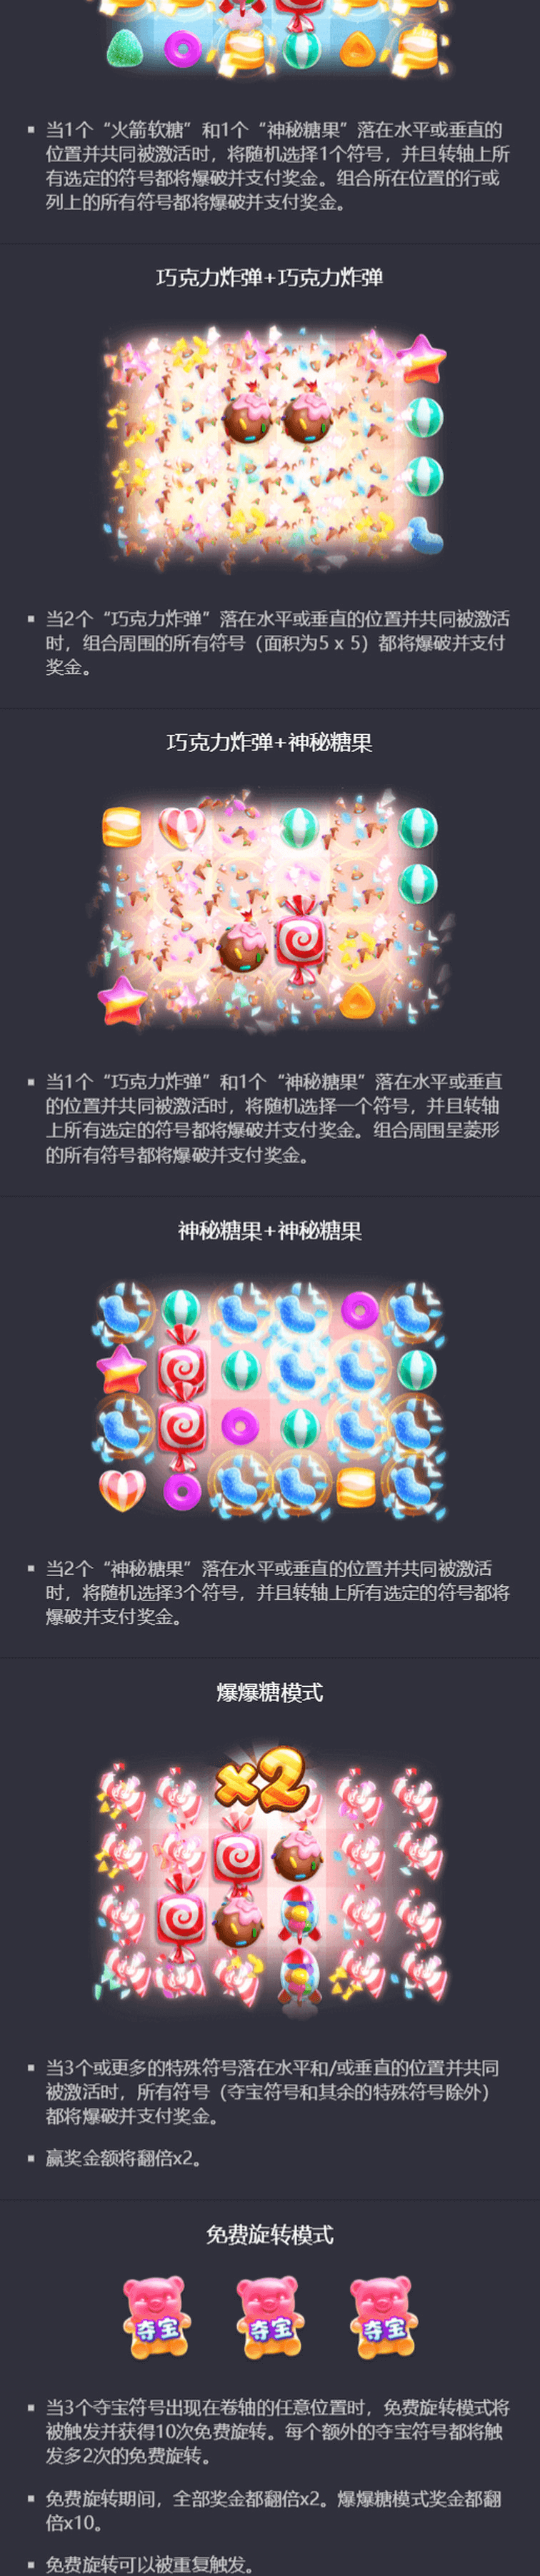 当1个“火箭软糖”和1个“神秘糖果”落在水平或垂直的
位置并共同被激活时，将随机选择1个符号，并且转轴上所
有选定的符号都将爆破并支付奖金。组合所在位置的行或
列上的所有符号都将爆破并支付奖金。
巧克力炸弹+巧克力炸弹
当2个“巧克力炸弹”落在水平或垂直的位置并共同被激活
时，组合周围的所有符号（面积为5 x 5）都将爆破并支付
奖金。
巧克力炸弹+神秘糖果
当1个“巧克力炸弹”和1个“神秘糖果”落在水平或垂直
的位置并共同被激活时，将随机选择一个符号，并且转轴
上所有选定的符号都将爆破并支付奖金。组合周围呈菱形
的所有符号都将爆破并支付奖金。
神秘糖果+神秘糖果
当2个“神秘糖果”落在水平或垂直的位置并共同被激活
时，将随机选择3个符号，并且转轴上所有选定的符号都将
爆破并支付奖金。
爆爆糖模式
x2
当3个或更多的特殊符号落在水平和/或垂直的位置并共同
被激活时，所有符号（夺宝符号和其余的特殊符号除外）
都将爆破并支付奖金。
赢奖金额将翻倍x2。
免费旋转模式
夺宝 夺宝 夺宝
当3个夺宝符号出现在卷轴的任意位置时，免费旋转模式将
被触发并获得10次免费旋转。每个额外的夺宝符号都将触
发多2次的免费旋转。
免费旋转期间，全部奖金都翻倍x2。爆爆糖模式奖金都翻
倍x10。
免费旋转可以被重复触发。